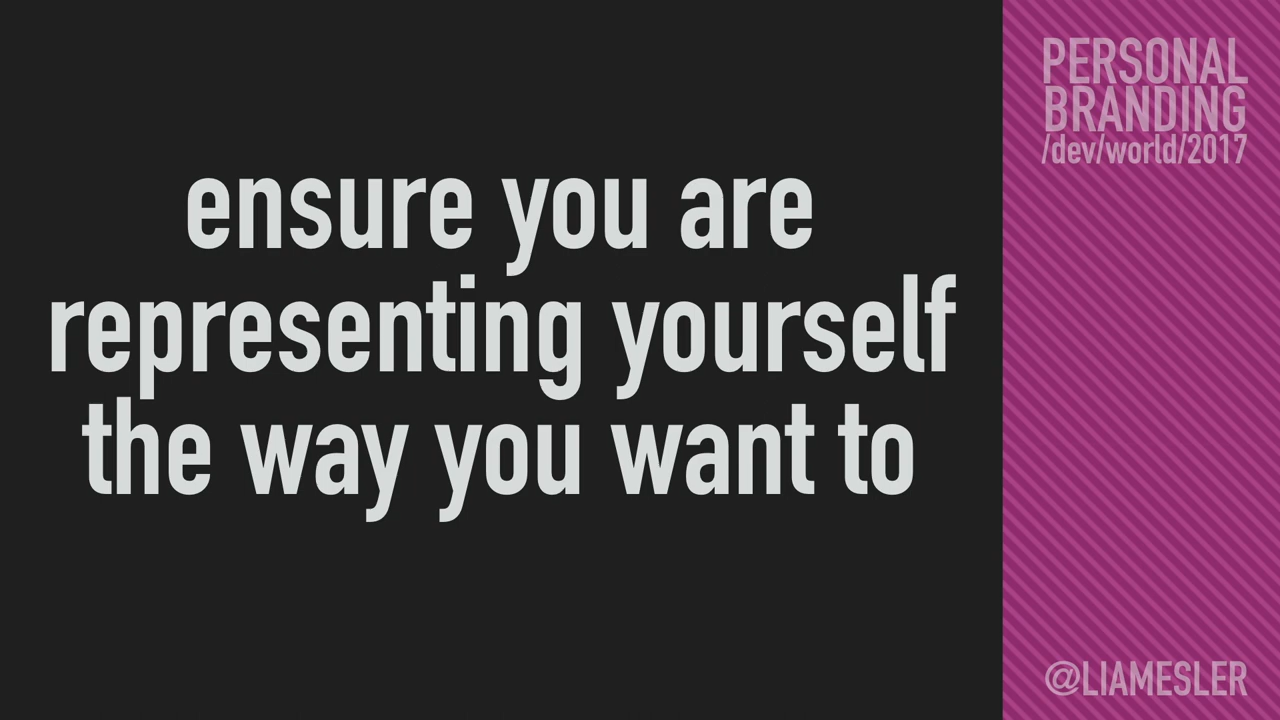 ensure you are
representing yourself
the way you want to
PERSONAL
BRANDING
/dev/world/2017
@LIAMESLER